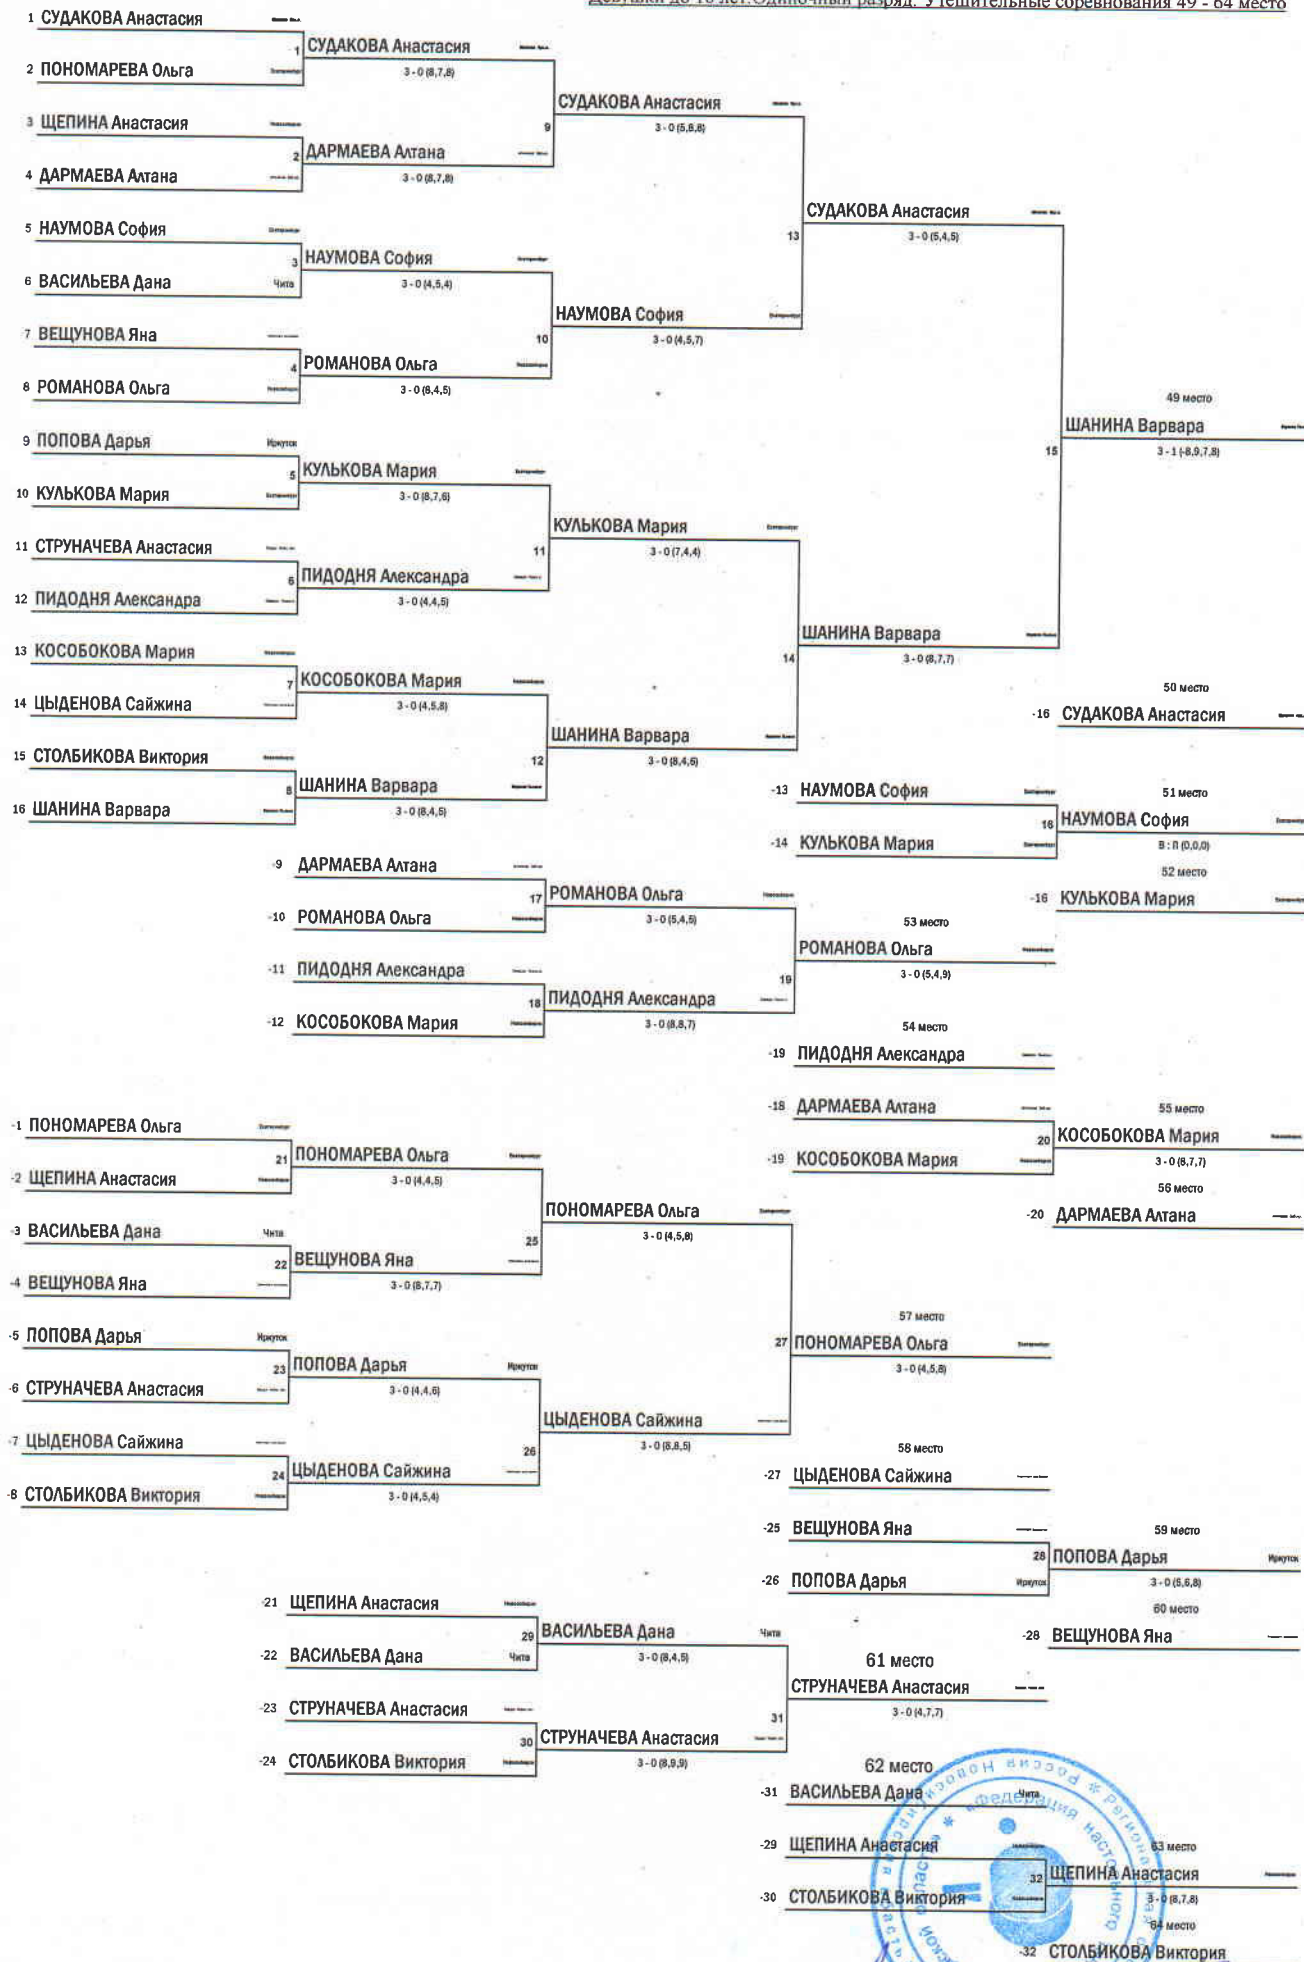 Девушки до 16 лет.Одиночный разряд. Утешительные соревнования 49 - 64 место
1 СУДАКОВА Анастасия
1 СУДАКОВА Анастасия
2 ПОНОМАРЕВА Ольга
3 - 0 (8,7,8)
СУДАКОВА Анастасия
3 ЩЕПИНА Анастасия
9
3 - 0 (5,8,8)
2 ДАРМАЕВА Алтана
4 ДАРМАЕВА Алтана
3 - 0 (8,7,8)
СУДАКОВА Анастасия
5 НАУМОВА София
13
3 - 0 (5,4,5)
3 НАУМОВА София
6 ВАСИЛЬЕВА Дана Чита
3 - 0 (4,5,4)
НАУМОВА София
7 ВЕЩУНОВА Яна
10
3 - 0 (4,5,7)
4 РОМАНОВА Ольга
8 РОМАНОВА Ольга
3 - 0 (8,4,5)
49 место
ШАНИНА Варвара
9 ПОПОВА Дарья Иркутск
15
3 - 1 (-8,9,7,8)
5 КУЛЬКОВА Мария
10 КУЛЬКОВА Мария
3 - 0 (8,7,6)
КУЛЬКОВА Мария
11 СТРУНАЧЕВА Анастасия
11
3 - 0 (7,4,4)
6 ПИДОДНЯ Александра
12 ПИДОДНЯ Александра
3 - 0 (4,4,5)
ШАНИНА Варвара
13 КОСОБОКОВА Мария
14
3 - 0 (8,7,7)
7 КОСОБОКОВА Мария
14 ЦЫДЕНОВА Сайжина
3 - 0 (4,5,8)
50 место
-16 СУДАКОВА Анастасия
ШАНИНА Варвара
15 СТОЛБИКОВА Виктория
12
3 - 0 (8,4,6)
8 ШАНИНА Варвара
16 ШАНИНА Варвара
3 - 0 (8,4,5)
-13 НАУМОВА София
51 место
16 НАУМОВА София
-14 КУЛЬКОВА Мария
В : П (0,0,0)
52 место
-16 КУЛЬКОВА Мария
-9 ДАРМАЕВА Алтана
17 РОМАНОВА Ольга
-10 РОМАНОВА Ольга
3 - 0 (5,4,5)
53 место
РОМАНОВА Ольга
-11 ПИДОДНЯ Александра
19
3 - 0 (5,4,9)
18 ПИДОДНЯ Александра
-12 КОСОБОКОВА Мария
3 - 0 (8,8,7)
54 место
-19 ПИДОДНЯ Александра
-18 ДАРМАЕВА Алтана
55 место
20 КОСОБОКОВА Мария
-19 КОСОБОКОВА Мария
3 - 0 (8,7,7)
56 место
-20 ДАРМАЕВА Алтана
-1 ПОНОМАРЕВА Ольга
21 ПОНОМАРЕВА Ольга
-2 ЩЕПИНА Анастасия
3 - 0 (4,4,5)
ПОНОМАРЕВА Ольга
-3 ВАСИЛЬЕВА Дана Чита
25
3 - 0 (4,5,8)
22 ВЕЩУНОВА Яна
-4 ВЕЩУНОВА Яна
3 - 0 (8,7,7)
57 место
-5 ПОПОВА Дарья Иркутск
27 ПОНОМАРЕВА Ольга
3 - 0 (4,5,8)
23 ПОПОВА Дарья Иркутск
-6 СТРУНАЧЕВА Анастасия
3 - 0 (4,4,6)
ЦЫДЕНОВА Сайжина
-7 ЦЫДЕНОВА Сайжина
26
3 - 0 (8,8,5)
24 ЦЫДЕНОВА Сайжина
-8 СТОЛБИКОВА Виктория
3 - 0 (4,5,4)
58 место
-27 ЦЫДЕНОВА Сайжина
-25 ВЕЩУНОВА Яна
59 место
28 ПОПОВА Дарья Иркутск
-26 ПОПОВА Дарья Иркутск
3 - 0 (5,6,8)
60 место
-28 ВЕЩУНОВА Яна
-21 ЩЕПИНА Анастасия
29 ВАСИЛЬЕВА Дана Чита
-22 ВАСИЛЬЕВА Дана Чита
3 - 0 (8,4,5)
61 место
СТРУНАЧЕВА Анастасия
-23 СТРУНАЧЕВА Анастасия
31
3 - 0 (4,7,7)
30 СТРУНАЧЕВА Анастасия
-24 СТОЛБИКОВА Виктория
3 - 0 (8,9,9)
62 место
-31 ВАСИЛЬЕВА Дана Чита
-29 ЩЕПИНА Анастасия
63 место
32 ЩЕПИНА Анастасия
-30 СТОЛБИКОВА Виктория
3 - 0 (8,7,8)
64 место
-32 СТОЛБИКОВА Виктория
Россия
«Федерация настольного